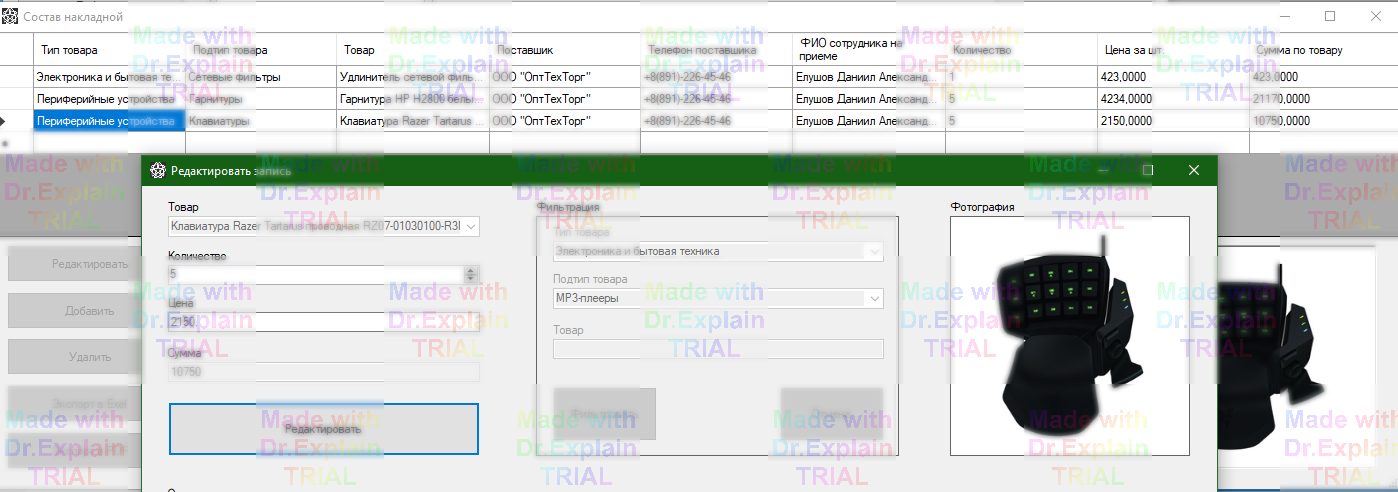 Состав накладной
Тип товара Подтип товара Товар Поставщик Телефон поставщика ФИО сотрудника на приеме Количество Цена за шт. Сумма по товару
Электроника и бытовая те... Сетевые фильтры Удлинитель сетевой филь... ООО "ОптТехТорг" +8(891)-226-45-46 Елушов Даниил Александ... 1 423,0000 423,0000
Периферийные устройства Гарнитуры Гарнитура HP H2800 белы... ООО "ОптТехТорг" +8(891)-226-45-46 Елушов Даниил Александ... 5 4234,0000 21170,0000
Периферийные устройства Клавиатуры Клавиатура Razer Tartarus ... ООО "ОптТехТорг" +8(891)-226-45-46 Елушов Даниил Александ... 5 2150,0000 10750,0000
Редактировать
Добавить
Удалить
Экспорт в Exel
Редактировать запись
Товар
Клавиатура Razer Tartarus проводная RZ07-01030100-R3
Количество
5
Цена
2150
Сумма
10750
Редактировать
Фильтрация
Тип товара
Электроника и бытовая техника
Подтип товара
MP3-плееры
Товар
Фотография
Made with
Dr.Explain
TRIAL